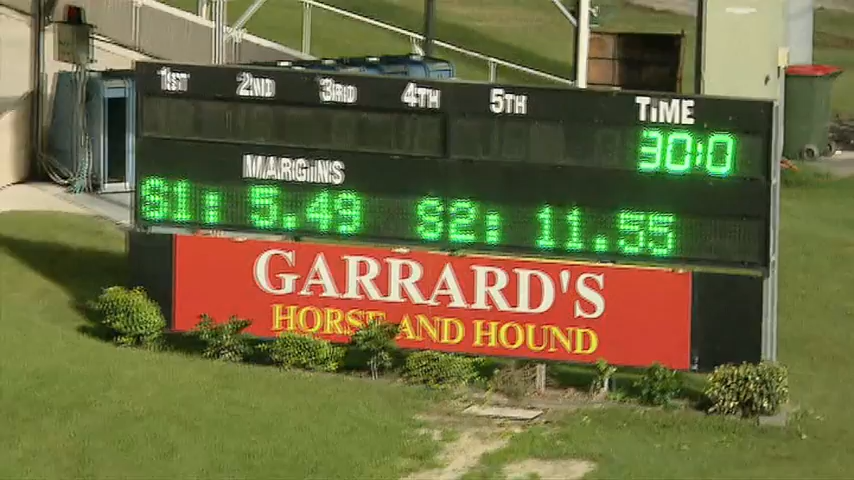 1ST 2ND 3RD 4TH 5TH TIME
30:0
MARGINS
S1: 5.49 S2: 11.55
GARRARD'S
HORSE AND HOUND